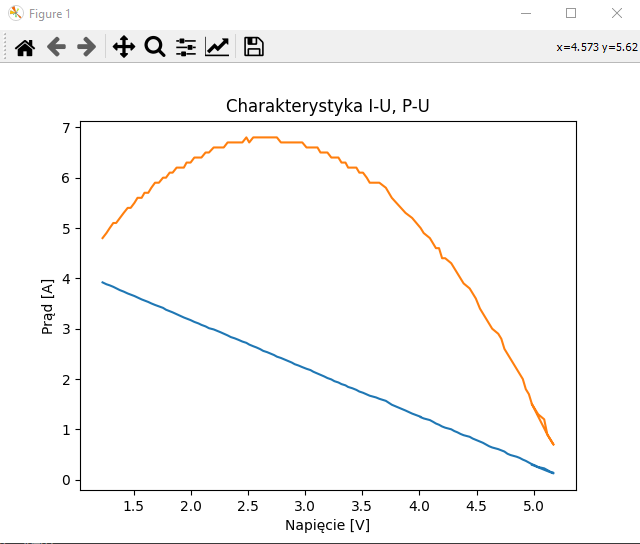 Figure 1
x=4.573 y=5.62
Charakterystyka I-U, P-U
7
6
5
4
3
2
1
0
Prąd [A]
1.5 2.0 2.5 3.0 3.5 4.0 4.5 5.0
Napięcie [V]